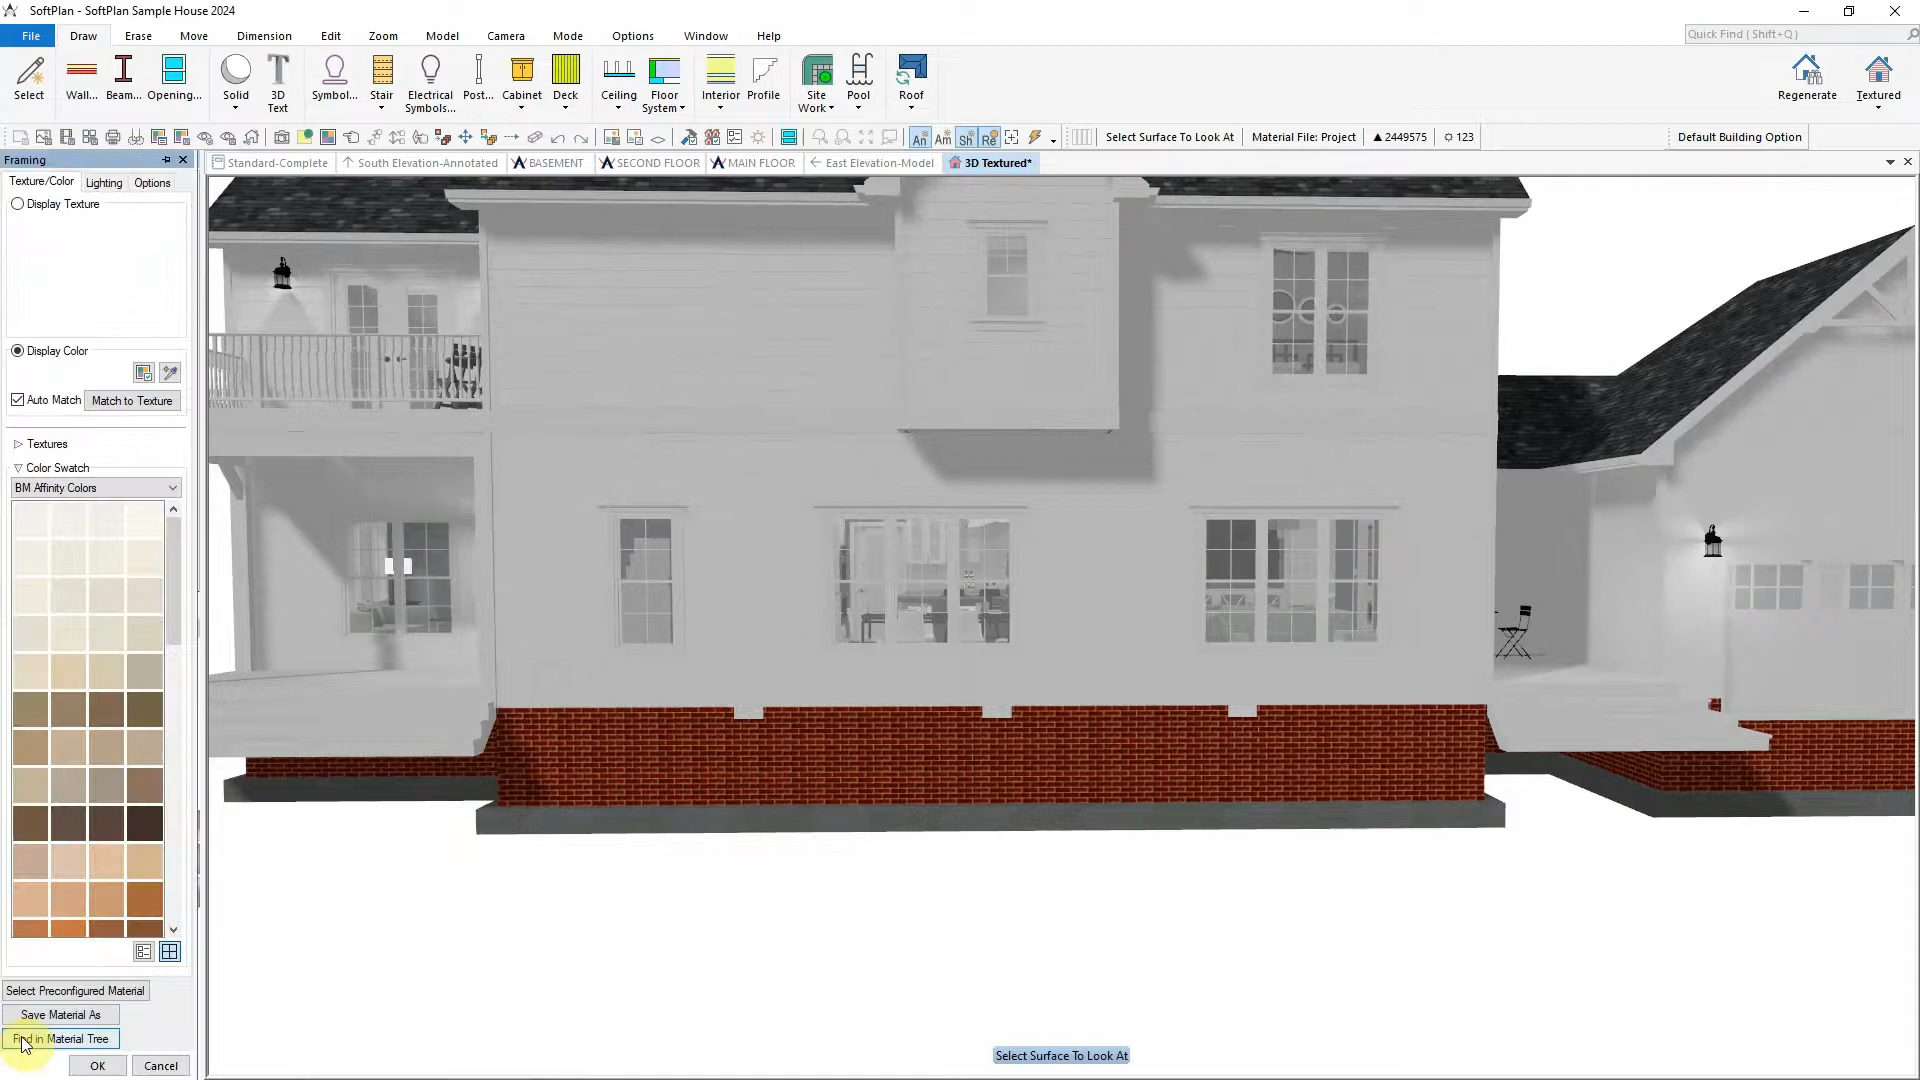 SoftPlan - SoftPlan Sample House 2024
File Draw Erase Move Dimension Edit Zoom Model Camera Mode Options Window Help
Quick Find ( Shift+Q )
Select Wall... Beam... Opening... Solid 3D Text Symbol... Stair Electrical Symbols... Post... Cabinet Deck Ceiling Floor System Interior Profile Site Work Pool Roof Regenerate Textured
An Am Sh Re Select Surface To Look At Material File: Project 2449575 123 Default Building Option
Framing
Standard-Complete South Elevation-Annotated BASEMENT SECOND FLOOR MAIN FLOOR East Elevation-Model 3D Textured*
Texture/Color Lighting Options
Display Texture
Display Color
Auto Match Match to Texture
Textures
Color Swatch
BM Affinity Colors
Select Preconfigured Material
Save Material As
Find in Material Tree
OK Cancel
Select Surface To Look At